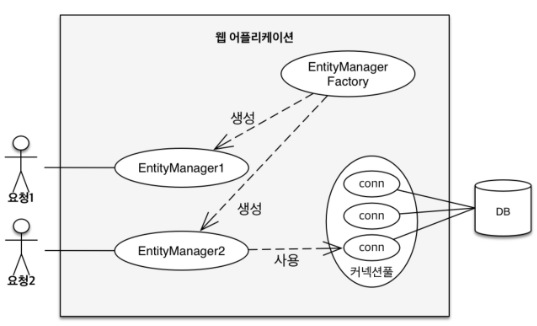 웹 어플리케이션
EntityManager
Factory
생성
EntityManager1
요청1
생성
conn
conn
conn
DB
EntityManager2
사용
커넥션풀
요청2